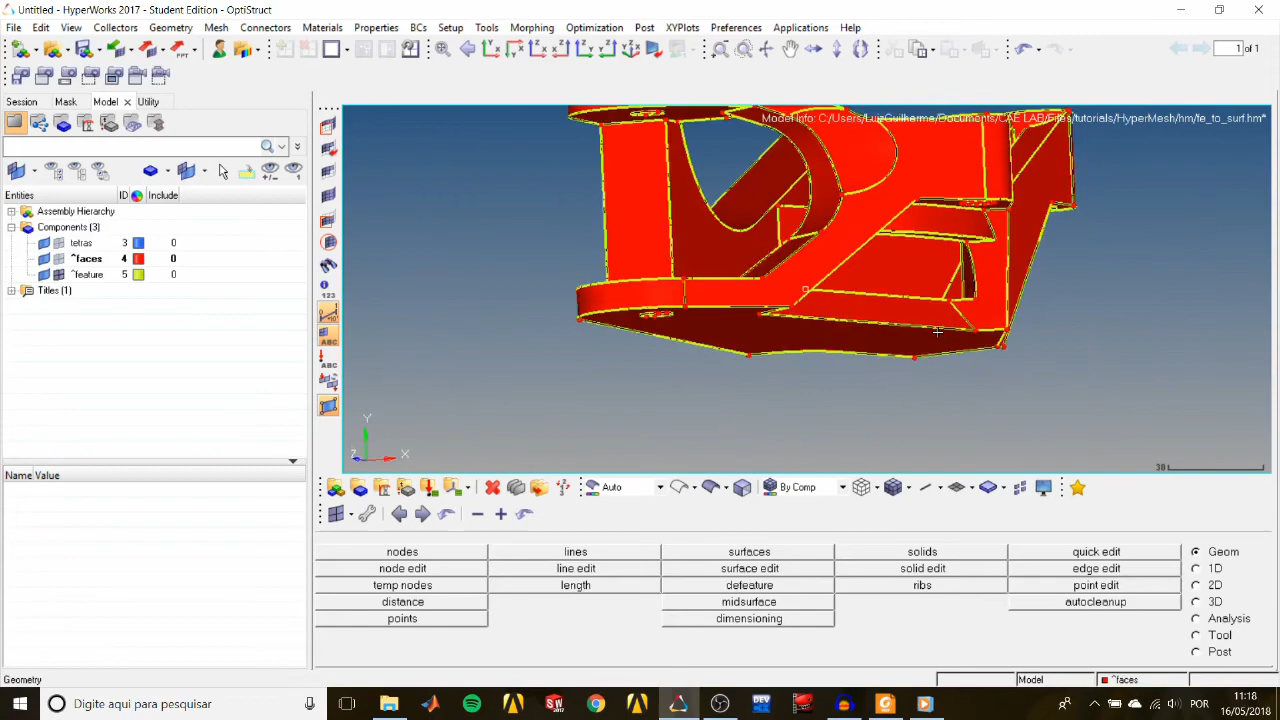 Untitled - HyperWorks 2017 - Student Edition - OptiStruct
File Edit View Collectors Geometry Mesh Connectors Materials Properties BCs Setup Tools Morphing Optimization Post XYPlots Preferences Applications Help
1 of 1
Session Mask Model Utility
Model Info: C:/Users/LuizGuilherme/Documents/CAE LAB/Files/tutorials/HyperMesh/hm/fe_to_surf.hm*
Entities ID Include
Assembly Hierarchy
Components (3)
tetras 3 0
^faces 4 0
^feature 5 0
Titles (1)
123
ABC
ABC
Y
Z X
30
Name Value
Auto By Comp
nodes lines surfaces solids quick edit Geom
node edit line edit surface edit solid edit edge edit 1D
temp nodes length defeature ribs point edit 2D
distance midsurface autocleanup 3D
points dimensioning Analysis
Tool
Post
Geometry Model ^faces
Digite aqui para pesquisar
POR
11:18
16/05/2018